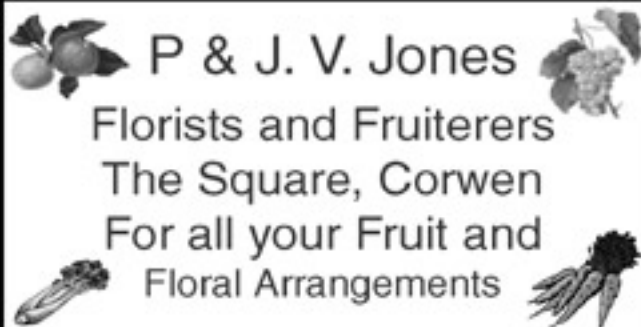 P & J. V. Jones
Florists and Fruiterers
The Square, Corwen
For all your Fruit and
Floral Arrangements